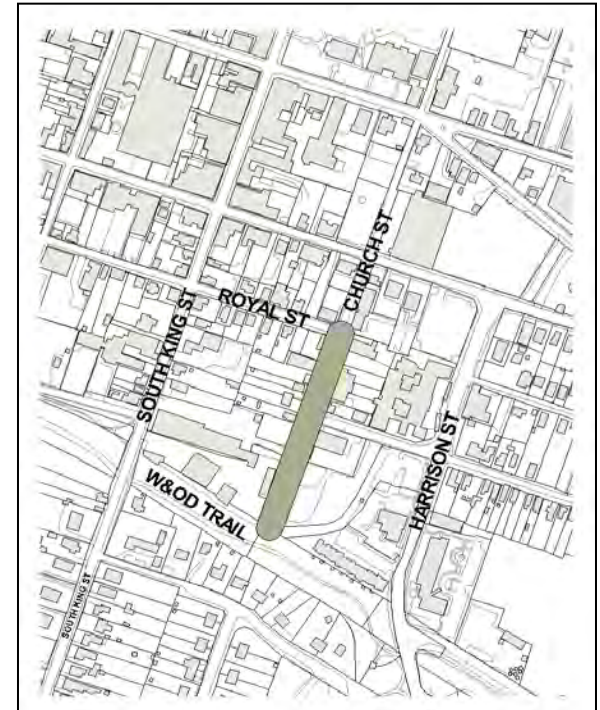 CHURCH ST
ROYAL ST
SOUTH KING ST
HARRISON ST
W&OD TRAIL
SOUTH KING ST